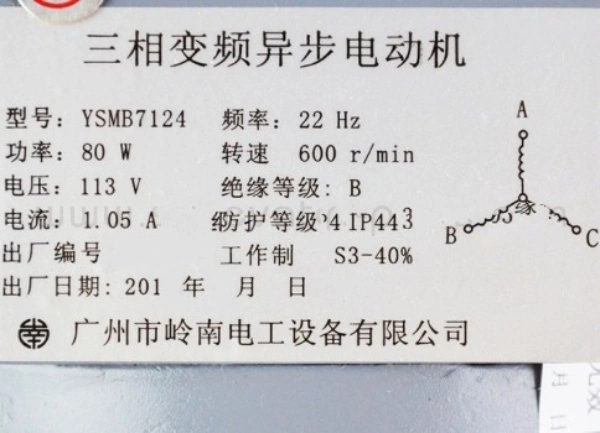 三相变频异步电动机
型号: YSMB7124 频率: 22 Hz
功率: 80 W 转速 600 r/min
电压: 113 V 绝缘等级: B
电流: 1.05 A 防护等级 IP44
出厂编号 工作制 S3-40%
出厂日期: 201 年 月 日
A
B
C
广州市岭南电工设备有限公司